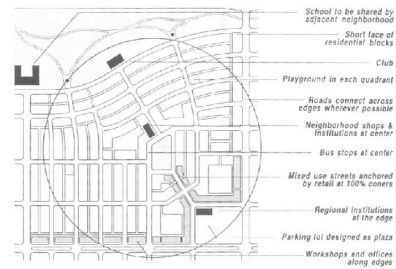 School to be shared by
adjacent neighborhood
Short face of
residential blocks
Club
Playground in each quadrant
Roads connect across
edges wherever possible
Neighborhood shops &
institutions at center
Bus stops at center
Mixed use streets anchored
by retail at 100% coners
Regional institutions
at the edge
Parking lot designed as plaza
Workshops and offices
along edges